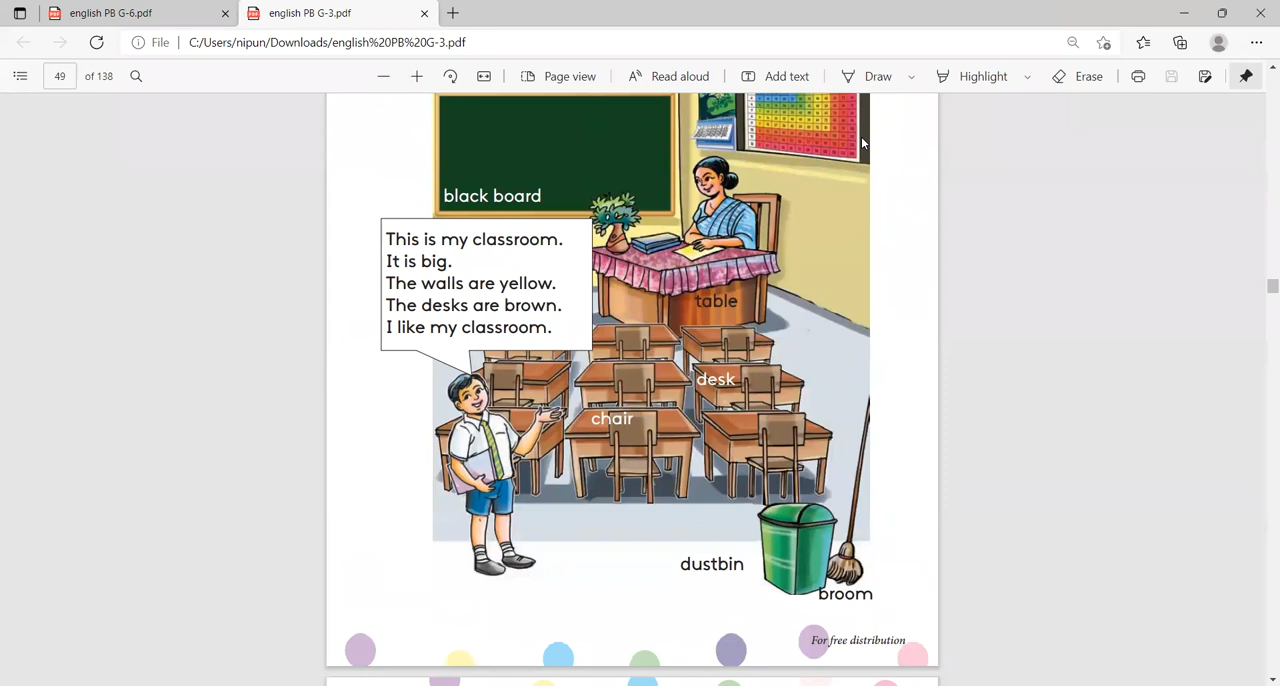 english PB G-6.pdf
english PB G-3.pdf
File
C:/Users/nipun/Downloads/english%20PB%20G-3.pdf
49
of 138
Page view
Read aloud
Add text
Draw
Highlight
Erase
black board
This is my classroom.
It is big.
The walls are yellow.
The desks are brown.
I like my classroom.
table
desk
chair
dustbin
broom
For free distribution